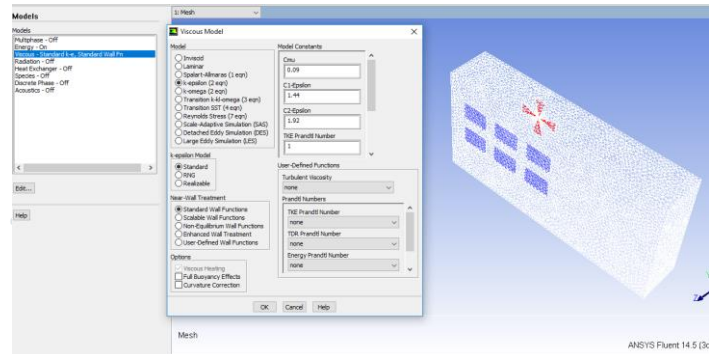 Models
Models
Multiphase - Off
Energy - On
Viscous - Standard k-e, Standard Wall Fn
Radiation - Off
Heat Exchanger - Off
Species - Off
Discrete Phase - Off
Acoustics - Off
Edit...
Help
1: Mesh
Viscous Model
Model
Inviscid
Laminar
Spalart-Allmaras (1 eqn)
k-epsilon (2 eqn)
k-omega (2 eqn)
Transition k-kl-omega (3 eqn)
Transition SST (4 eqn)
Reynolds Stress (7 eqn)
Scale-Adaptive Simulation (SAS)
Detached Eddy Simulation (DES)
Large Eddy Simulation (LES)
k-epsilon Model
Standard
RNG
Realizable
Near-Wall Treatment
Standard Wall Functions
Scalable Wall Functions
Non-Equilibrium Wall Functions
Enhanced Wall Treatment
User-Defined Wall Functions
Options
Viscous Heating
Full Buoyancy Effects
Curvature Correction
Model Constants
Cmu
0.09
C1-Epsilon
1.44
C2-Epsilon
1.92
TKE Prandtl Number
1
User-Defined Functions
Turbulent Viscosity
none
Prandtl Numbers
TKE Prandtl Number
none
TDR Prandtl Number
none
Energy Prandtl Number
none
OK Cancel Help
Mesh
Z
ANSYS Fluent 14.5 (3d